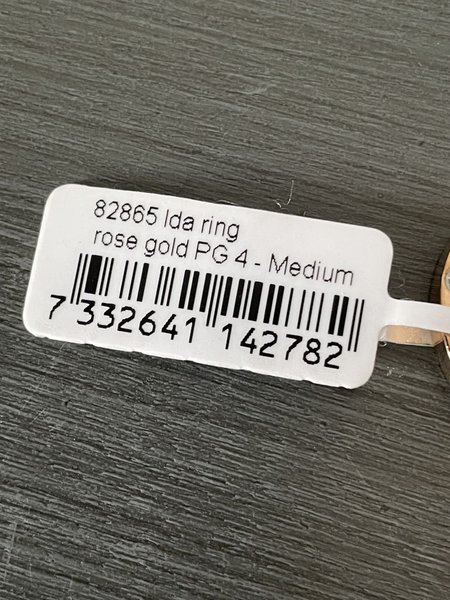 82865 Ida ring
rose gold PG 4 - Medium
7 332641 142782